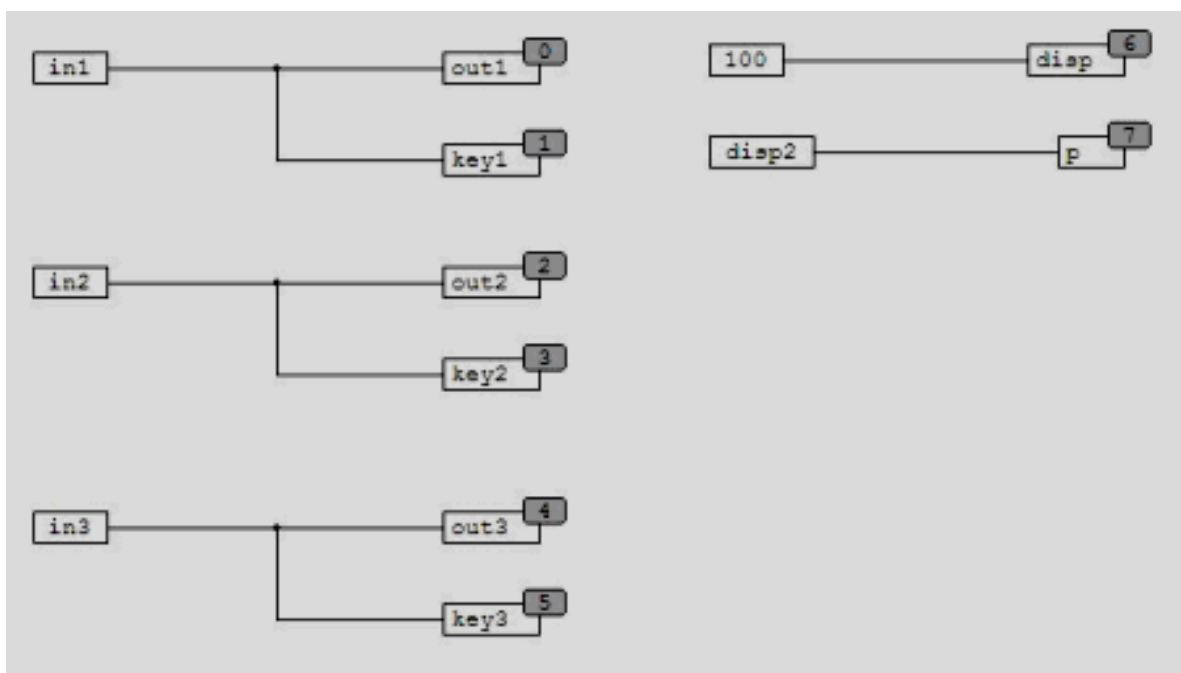 in1
out1
0
key1
1
in2
out2
2
key2
3
in3
out3
4
key3
5
100
disp
6
disp2
p
7